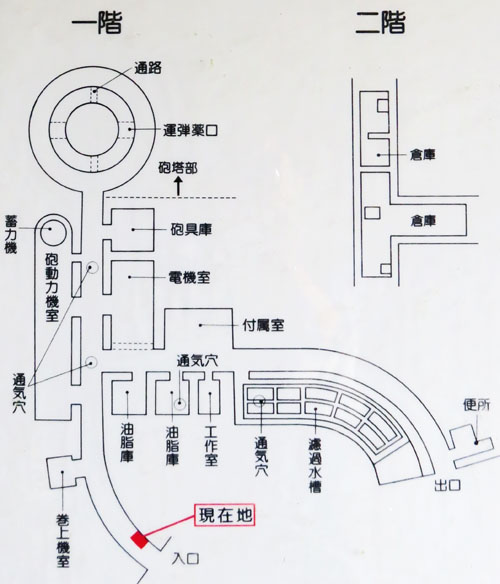 一階
二階
通路
運弾薬口
砲塔部
倉庫
倉庫
蓄力機
砲具庫
砲動力機室
電機室
付属室
通気穴
通気穴
油脂庫
油脂庫
工作室
通気穴
濾過水槽
便所
出口
巻上機室
現在地
入口